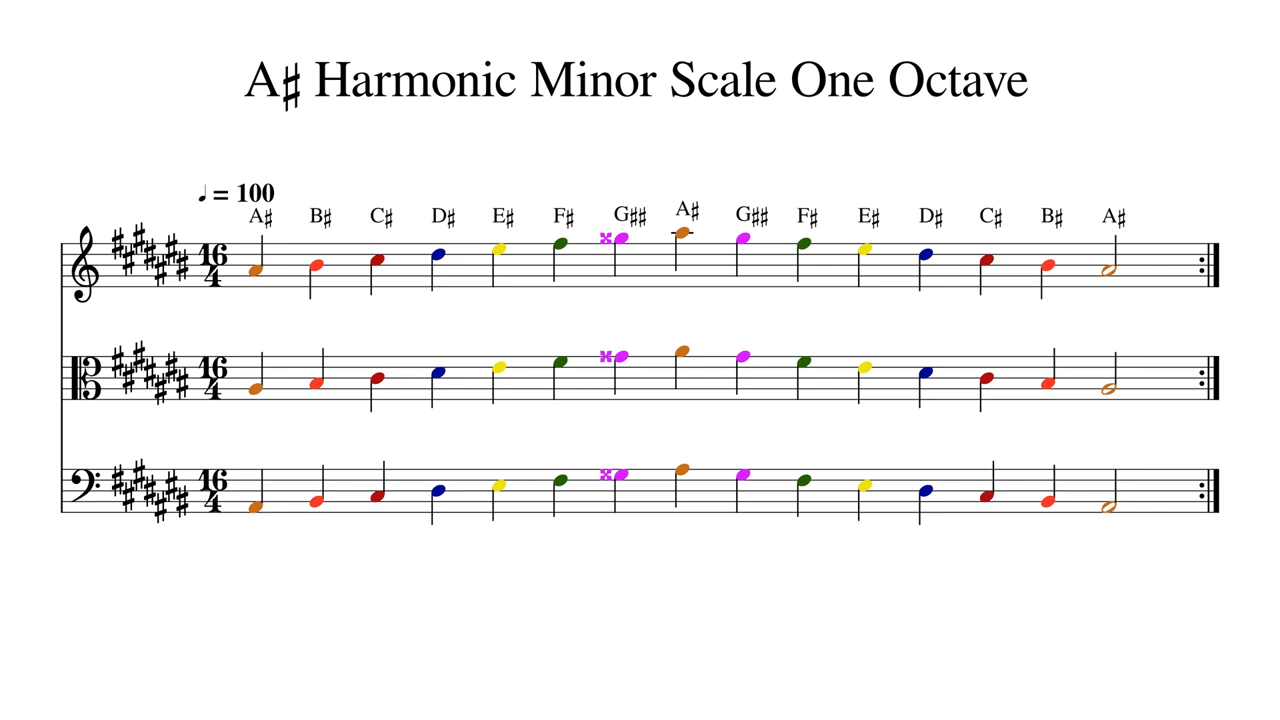 A♯ Harmonic Minor Scale One Octave
♩ = 100
A♯ B♯ C♯ D♯ E♯ F♯ G♯♯ A♯ G♯♯ F♯ E♯ D♯ C♯ B♯ A♯
16
4
16
4
16
4